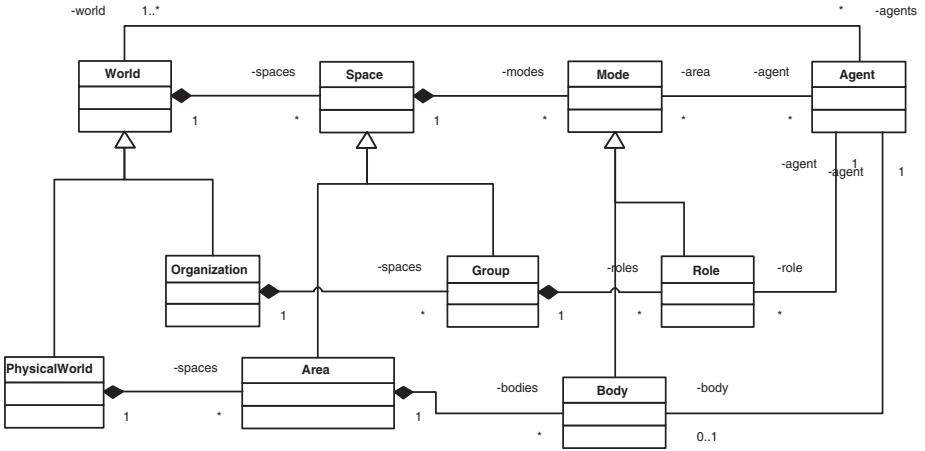 -world 1..* * -agents
World -spaces Space -modes Mode -area -agent Agent
1 * 1 * * *
-agent 1
-agent 1
Organization -spaces Group -roles Role -role
1 * 1 * *
PhysicalWorld -spaces Area -bodies Body -body
1 * 1 * 0..1